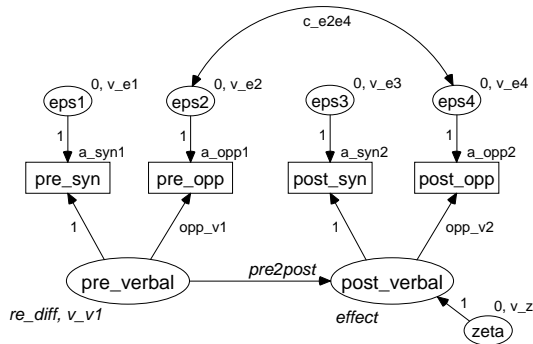 c_e2e4
0, v_e1
0, v_e2
0, v_e3
0, v_e4
eps1
eps2
eps3
eps4
1
1
1
1
a_syn1
a_opp1
a_syn2
a_opp2
pre_syn
pre_opp
post_syn
post_opp
1
opp_v1
1
opp_v2
pre_verbal
pre2post
post_verbal
re_diff, v_v1
effect
1
0, v_z
zeta